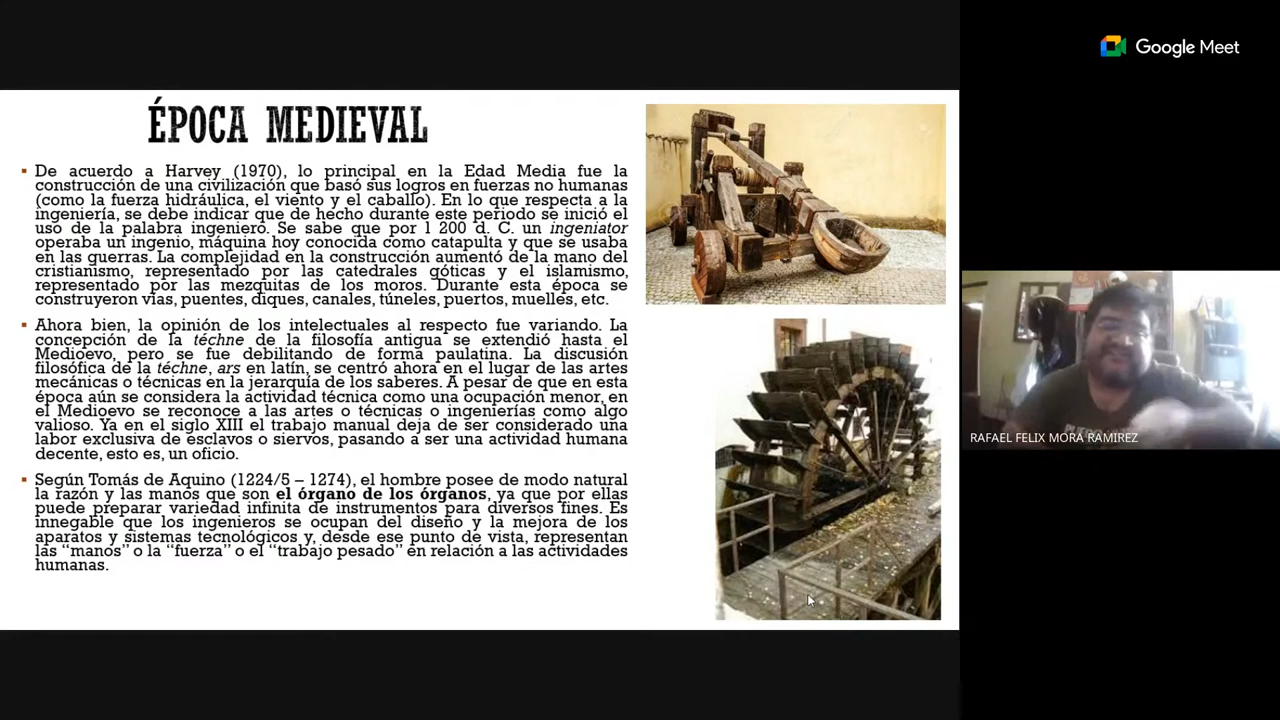 Google Meet
ÉPOCA MEDIEVAL
De acuerdo a Harvey (1970), lo principal en la Edad Media fue la
construcción de una civilización que basó sus logros en fuerzas no humanas
(como la fuerza hidráulica, el viento y el caballo). En lo que respecta a la
ingeniería, se debe indicar que de hecho durante este periodo se inició el
uso de la palabra ingeniero. Se sabe que por 1 200 d. C. un ingeniator
operaba un ingenio, máquina hoy conocida como catapulta y que se usaba
en las guerras. La complejidad en la construcción aumentó de la mano del
cristianismo, representado por las catedrales góticas y el islamismo,
representado por las mezquitas de los moros. Durante esta época se
construyeron vías, puentes, diques, canales, túneles, puertos, muelles, etc.
Ahora bien, la opinión de los intelectuales al respecto fue variando. La
concepción de la téchne de la filosofía antigua se extendió hasta el
Medioevo, pero se fue debilitando de forma paulatina. La discusión
filosófica de la téchne, ars en latín, se centró ahora en el lugar de las artes
mecánicas o técnicas en la jerarquía de los saberes. A pesar de que en esta
época aún se considera la actividad técnica como una ocupación menor, en
el Medioevo se reconoce a las artes o técnicas o ingenierías como algo
valioso. Ya en el siglo XIII el trabajo manual deja de ser considerado una
labor exclusiva de esclavos o siervos, pasando a ser una actividad humana
decente, esto es, un oficio.
Según Tomás de Aquino (1224/5 – 1274), el hombre posee de modo natural
la razón y las manos que son el órgano de los órganos, ya que por ellas
puede preparar variedad infinita de instrumentos para diversos fines. Es
innegable que los ingenieros se ocupan del diseño y la mejora de los
aparatos y sistemas tecnológicos y, desde ese punto de vista, representan
las “manos” o la “fuerza” o el “trabajo pesado” en relación a las actividades
humanas.
RAFAEL FELIX MORA RAMIREZ